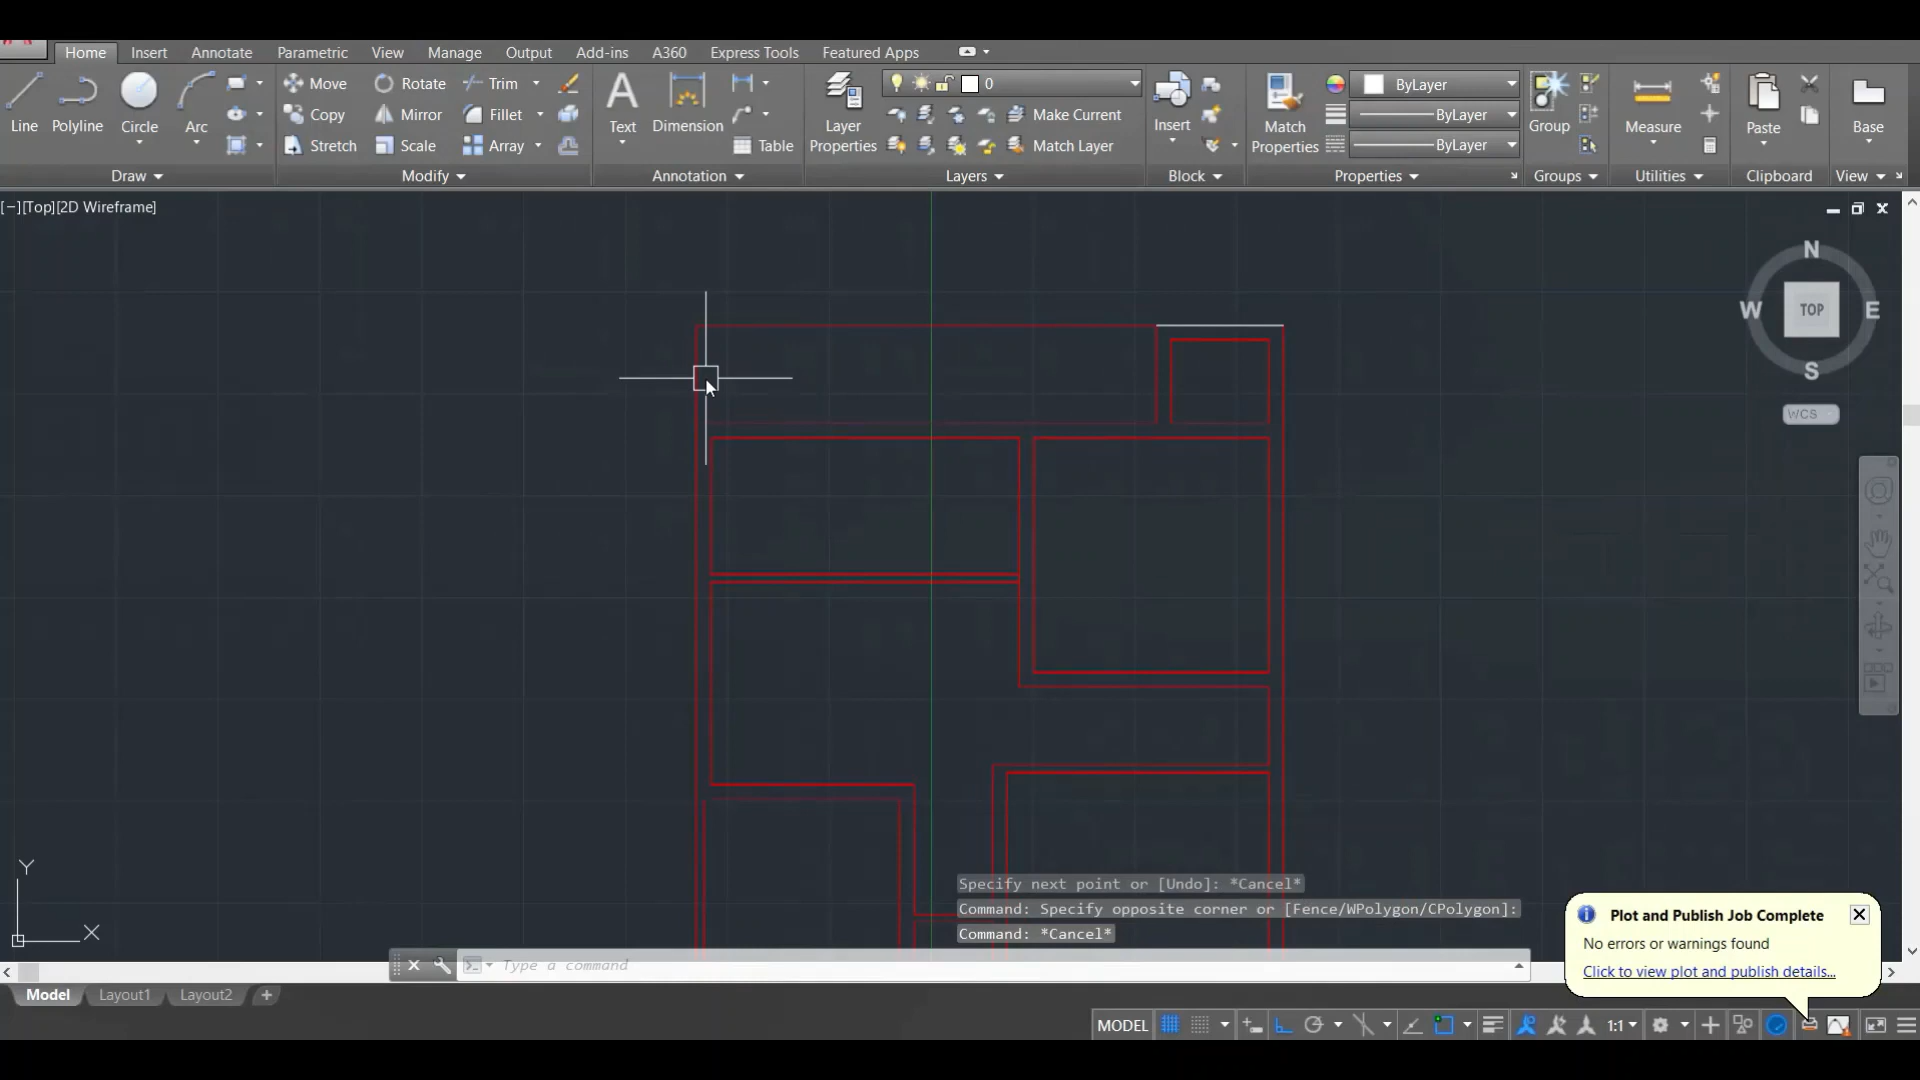 Home Insert Annotate Parametric View Manage Output Add-ins A360 Express Tools Featured Apps
Line Polyline Circle Arc
Move Rotate Trim
Copy Mirror Fillet
Stretch Scale Array
Text Dimension Table
Layer Properties
0
Make Current
Match Layer
Insert
Match Properties
ByLayer
ByLayer
ByLayer
Group
Measure
Paste
Base
Draw Modify Annotation Layers Block Properties Groups Utilities Clipboard View
[−][Top][2D Wireframe]
N
W TOP E
S
WCS
Y
X
Specify next point or [Undo]: *Cancel*
Command: Specify opposite corner or [Fence/WPolygon/CPolygon]:
Command: *Cancel*
Type a command
Plot and Publish Job Complete
No errors or warnings found
Click to view plot and publish details...
Model Layout1 Layout2 +
MODEL 1:1